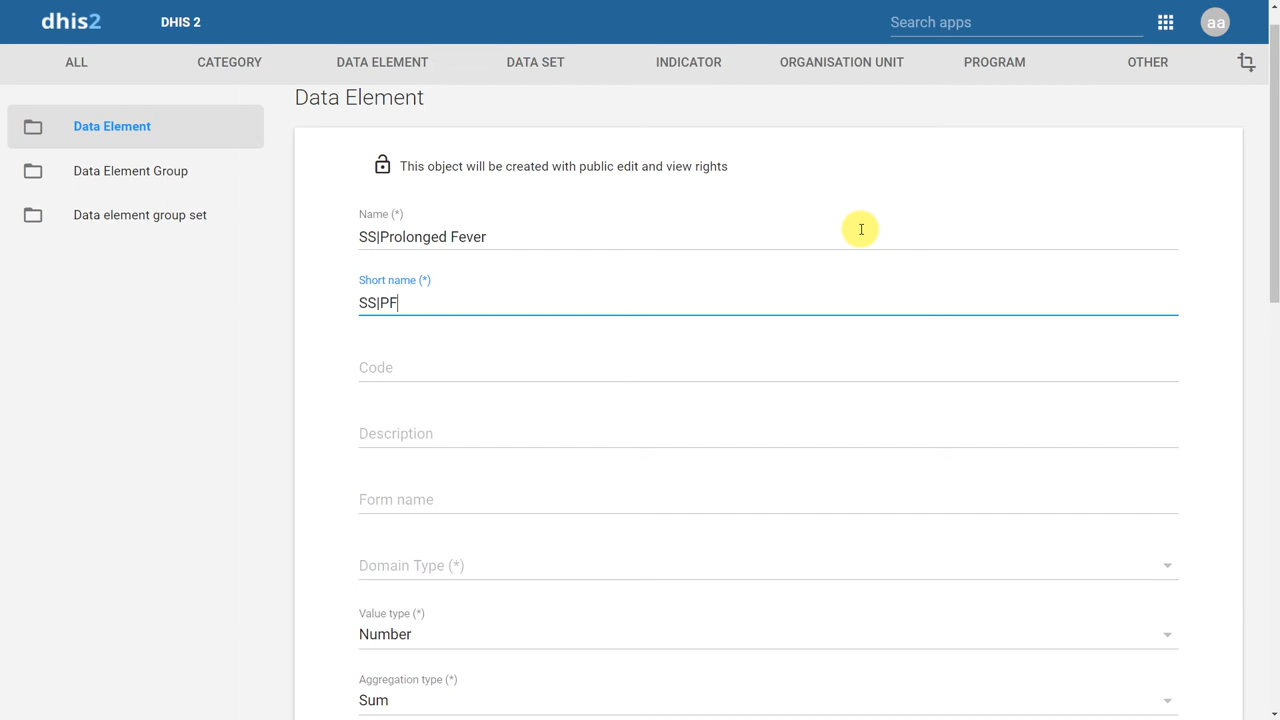 dhis2
DHIS 2
Search apps
aa
ALL
CATEGORY
DATA ELEMENT
DATA SET
INDICATOR
ORGANISATION UNIT
PROGRAM
OTHER
Data Element
Data Element Group
Data element group set
Data Element
This object will be created with public edit and view rights
Name (*)
SS|Prolonged Fever
Short name (*)
SS|PF
Code
Description
Form name
Domain Type (*)
Value type (*)
Number
Aggregation type (*)
Sum